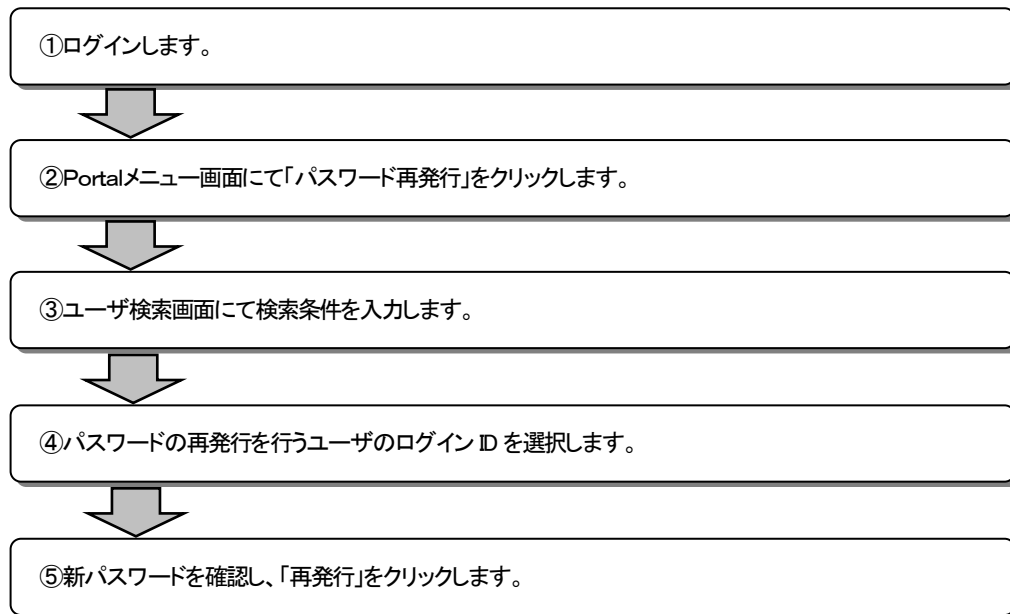 ①ログインします。
②Portalメニュー画面にて「パスワード再発行」をクリックします。
③ユーザ検索画面にて検索条件を入力します。
④パスワードの再発行を行うユーザのログイン ID を選択します。
⑤新パスワードを確認し、「再発行」をクリックします。